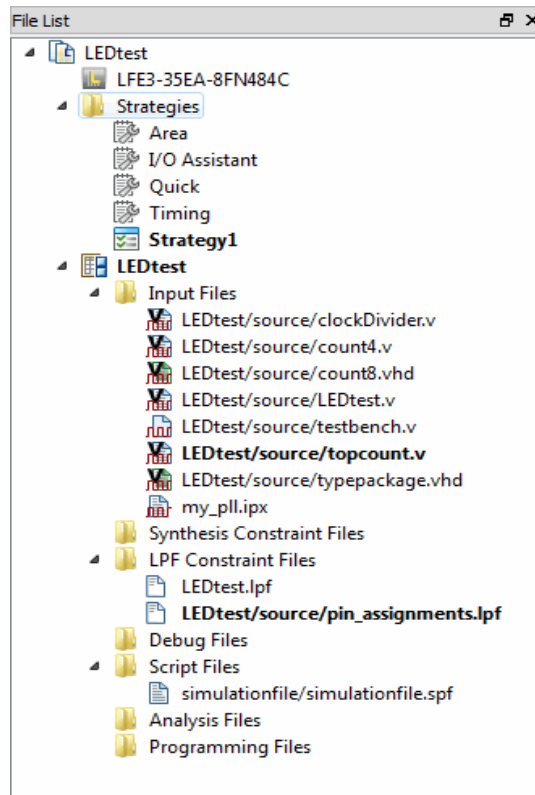 File List
LEDtest
LFE3-35EA-8FN484C
Strategies
Area
I/O Assistant
Quick
Timing
Strategy1
LEDtest
Input Files
LEDtest/source/clockDivider.v
LEDtest/source/count4.v
LEDtest/source/count8.vhd
LEDtest/source/LEDtest.v
LEDtest/source/testbench.v
LEDtest/source/topcount.v
LEDtest/source/typepackage.vhd
my_pll.ipx
Synthesis Constraint Files
LPF Constraint Files
LEDtest.lpf
LEDtest/source/pin_assignments.lpf
Debug Files
Script Files
simulationfile/simulationfile.spf
Analysis Files
Programming Files